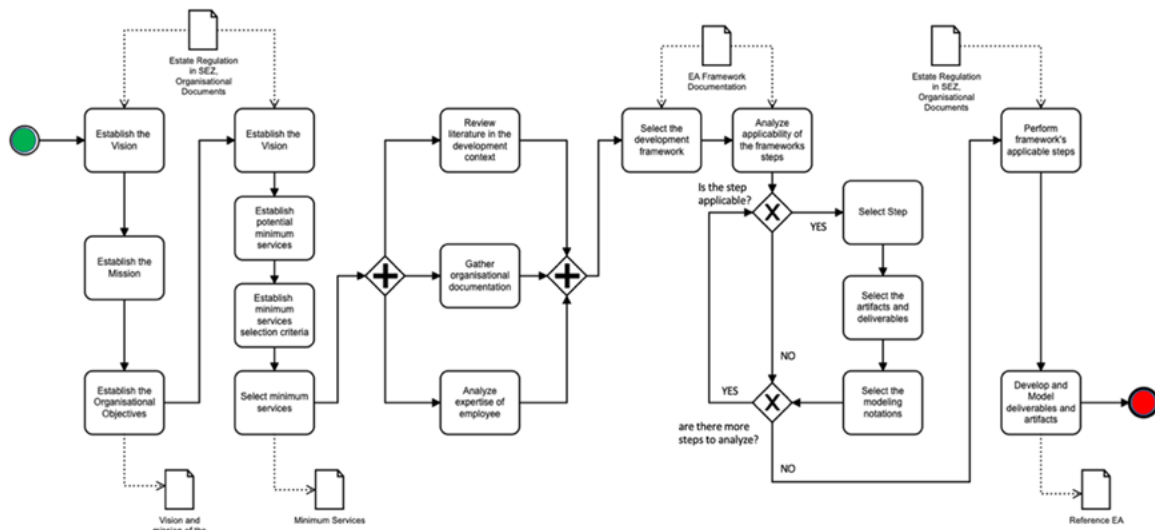 Estate Regulation
in SEZ,
Organisational
Documents
Establish the
Vision
Establish the
Mission
Establish the
Organisational
Objectives
Vision and
mission of the
Establish the
Vision
Establish
potential
minimum
services
Establish
minimum
services
selection criteria
Select minimum
services
Minimum Services
Review
literature in the
development
context
Gather
organisational
documentation
Analyze
expertise of
employee
EA Framework
Documentation
Select the
development
framework
Analyze
applicability of
the frameworks
steps
Is the step
applicable?
YES
Select Step
Select the
artifacts and
deliverables
Select the
modeling
notations
NO
YES
are there more
steps to analyze?
NO
Estate Regulation
in SEZ,
Organisational
Documents
Perform
framework's
applicable steps
Develop and
Model
deliverables and
artifacts
Reference EA